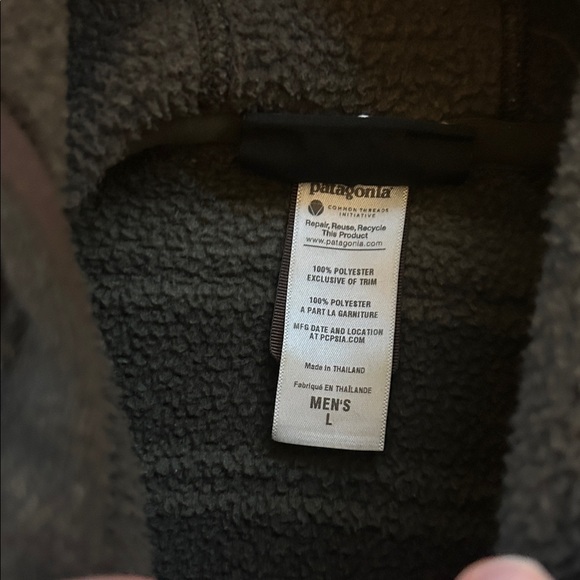 patagonia
COMMON THREADS
INITIATIVE
Repair, Reuse, Recycle
This Product
www.patagonia.com
100% POLYESTER
EXCLUSIVE OF TRIM
100% POLYESTER
A PART LA GARNITURE
MFG DATE AND LOCATION
AT PCPSIA.COM
Made in THAILAND
Fabriqué EN THAÏLANDE
MEN'S
L